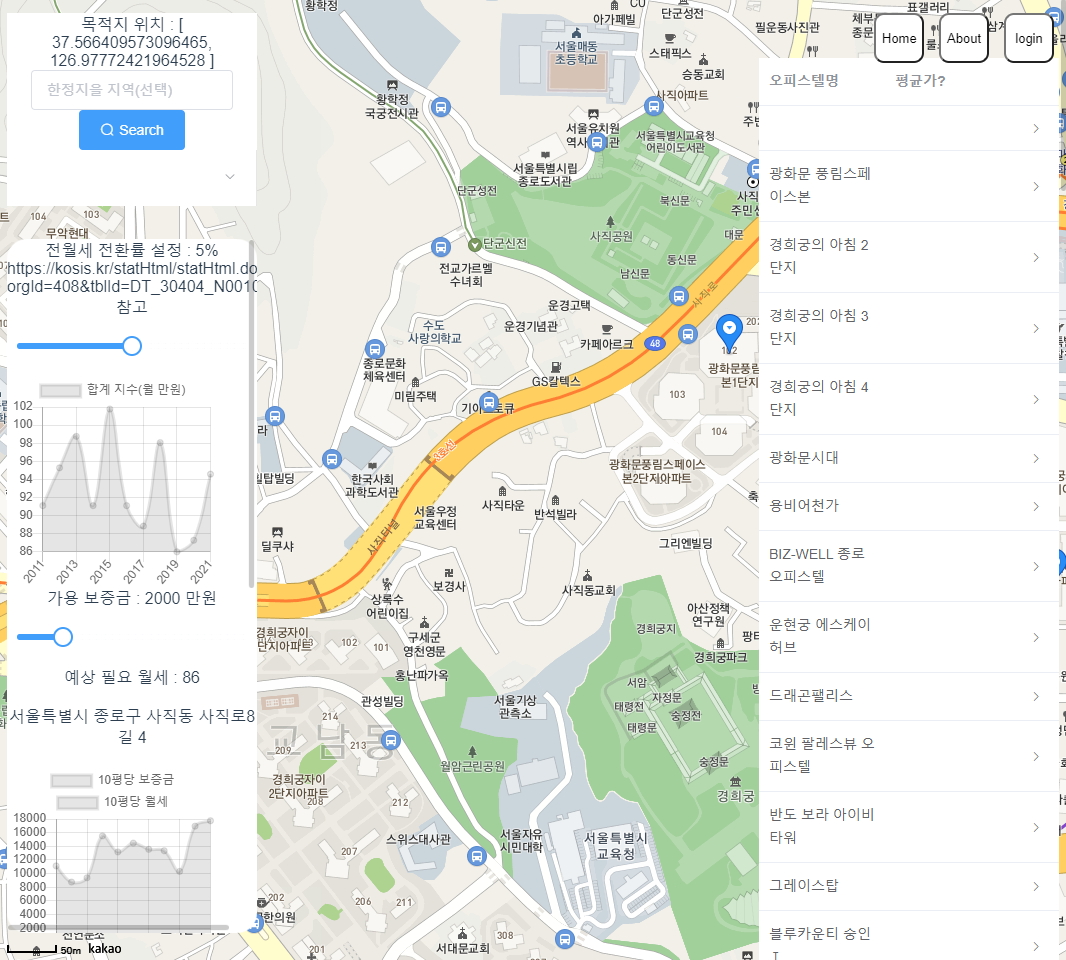 목적지 위치 : [
37.566409573096465,
126.97772421964528 ]
한정지을 지역(선택)
Search
전월세 전환률 설정 : 5%
https://kosis.kr/statHtml/statHtml.do
orgId=408&tblId=DT_30404_N0010
참고
합계 지수(월 만원)
102
100
98
96
94
92
90
88
86
2011
2013
2015
2017
2019
2021
가용 보증금 : 2000 만원
예상 필요 월세 : 86
서울특별시 종로구 사직동 사직로8
길 4
10평당 보증금
10평당 월세
18000
16000
14000
12000
10000
8000
6000
4000
2000
50m kakao
Home
About
login
오피스텔명 평균가?
광화문 풍림스페
이스본
경희궁의 아침 2
단지
경희궁의 아침 3
단지
경희궁의 아침 4
단지
광화문시대
용비어천가
BIZ-WELL 종로
오피스텔
운현궁 에스케이
허브
드래곤팰리스
코윈 팔레스뷰 오
피스텔
반도 보라 아이비
타워
그레이스탑
블루카운티 숭인
황학정
아가페빌
CU
단군성전
필운동사진관
표갤러리
서울매동
초등학교
스태픽스
승동교회
황학정
국궁전시관
사직아파트
서울유치원
서울특별시교육청
어린이도서관
서울특별시립
종로도서관
단군성전
북신문
사직공원
대문
단군신전
동신문
남신문
전교가르멜
수녀회
사직로
운경고택
운경기념관
수도
사랑의학교
카페아르크
48
종로문화
체육센터
GS칼텍스
미림주택
광화문풍림
본1단지
103
104
광화문풍림스페이스
본2단지아파트
한국사회
과학도서관
사직타운
반석빌라
서울우정
교육센터
사직터널
딜쿠샤
그리엔빌딩
보경사
사직동교회
상록수
어린이집
아산정책
연구원
경희궁지
경희궁파크
구세군
영천영문
경희궁자이
단지아파트
102
101
홍난파가옥
관성빌딩
서울기상
관측소
서암
태령전
자정문
숭정전
태령문
숭정문
경희궁
214
213
209
교남동
월암근린공원
경희궁자이
2단지아파트
208
212
스위스대사관
서울자유
시민대학
서울특별시
교육청
202
206
211
201
308
서대문교회
무악현대
104
103